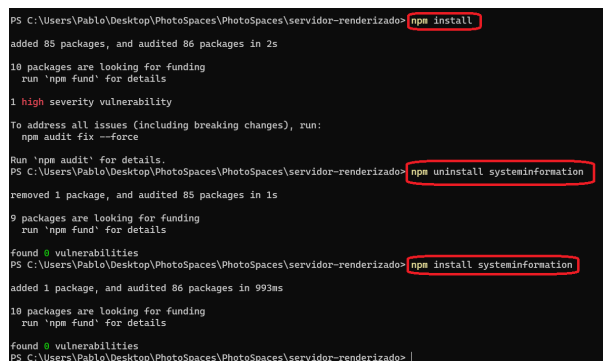 PS C:\Users\Pablo\Desktop\PhotoSpaces\PhotoSpaces\servidor-renderizado> npm install
added 85 packages, and audited 86 packages in 2s
10 packages are looking for funding
run `npm fund` for details
1 high severity vulnerability
To address all issues (including breaking changes), run:
npm audit fix --force
Run `npm audit` for details.
PS C:\Users\Pablo\Desktop\PhotoSpaces\PhotoSpaces\servidor-renderizado> npm uninstall systeminformation
removed 1 package, and audited 85 packages in 1s
9 packages are looking for funding
run `npm fund` for details
found 0 vulnerabilities
PS C:\Users\Pablo\Desktop\PhotoSpaces\PhotoSpaces\servidor-renderizado> npm install systeminformation
added 1 package, and audited 86 packages in 993ms
10 packages are looking for funding
run `npm fund` for details
found 0 vulnerabilities
PS C:\Users\Pablo\Desktop\PhotoSpaces\PhotoSpaces\servidor-renderizado>